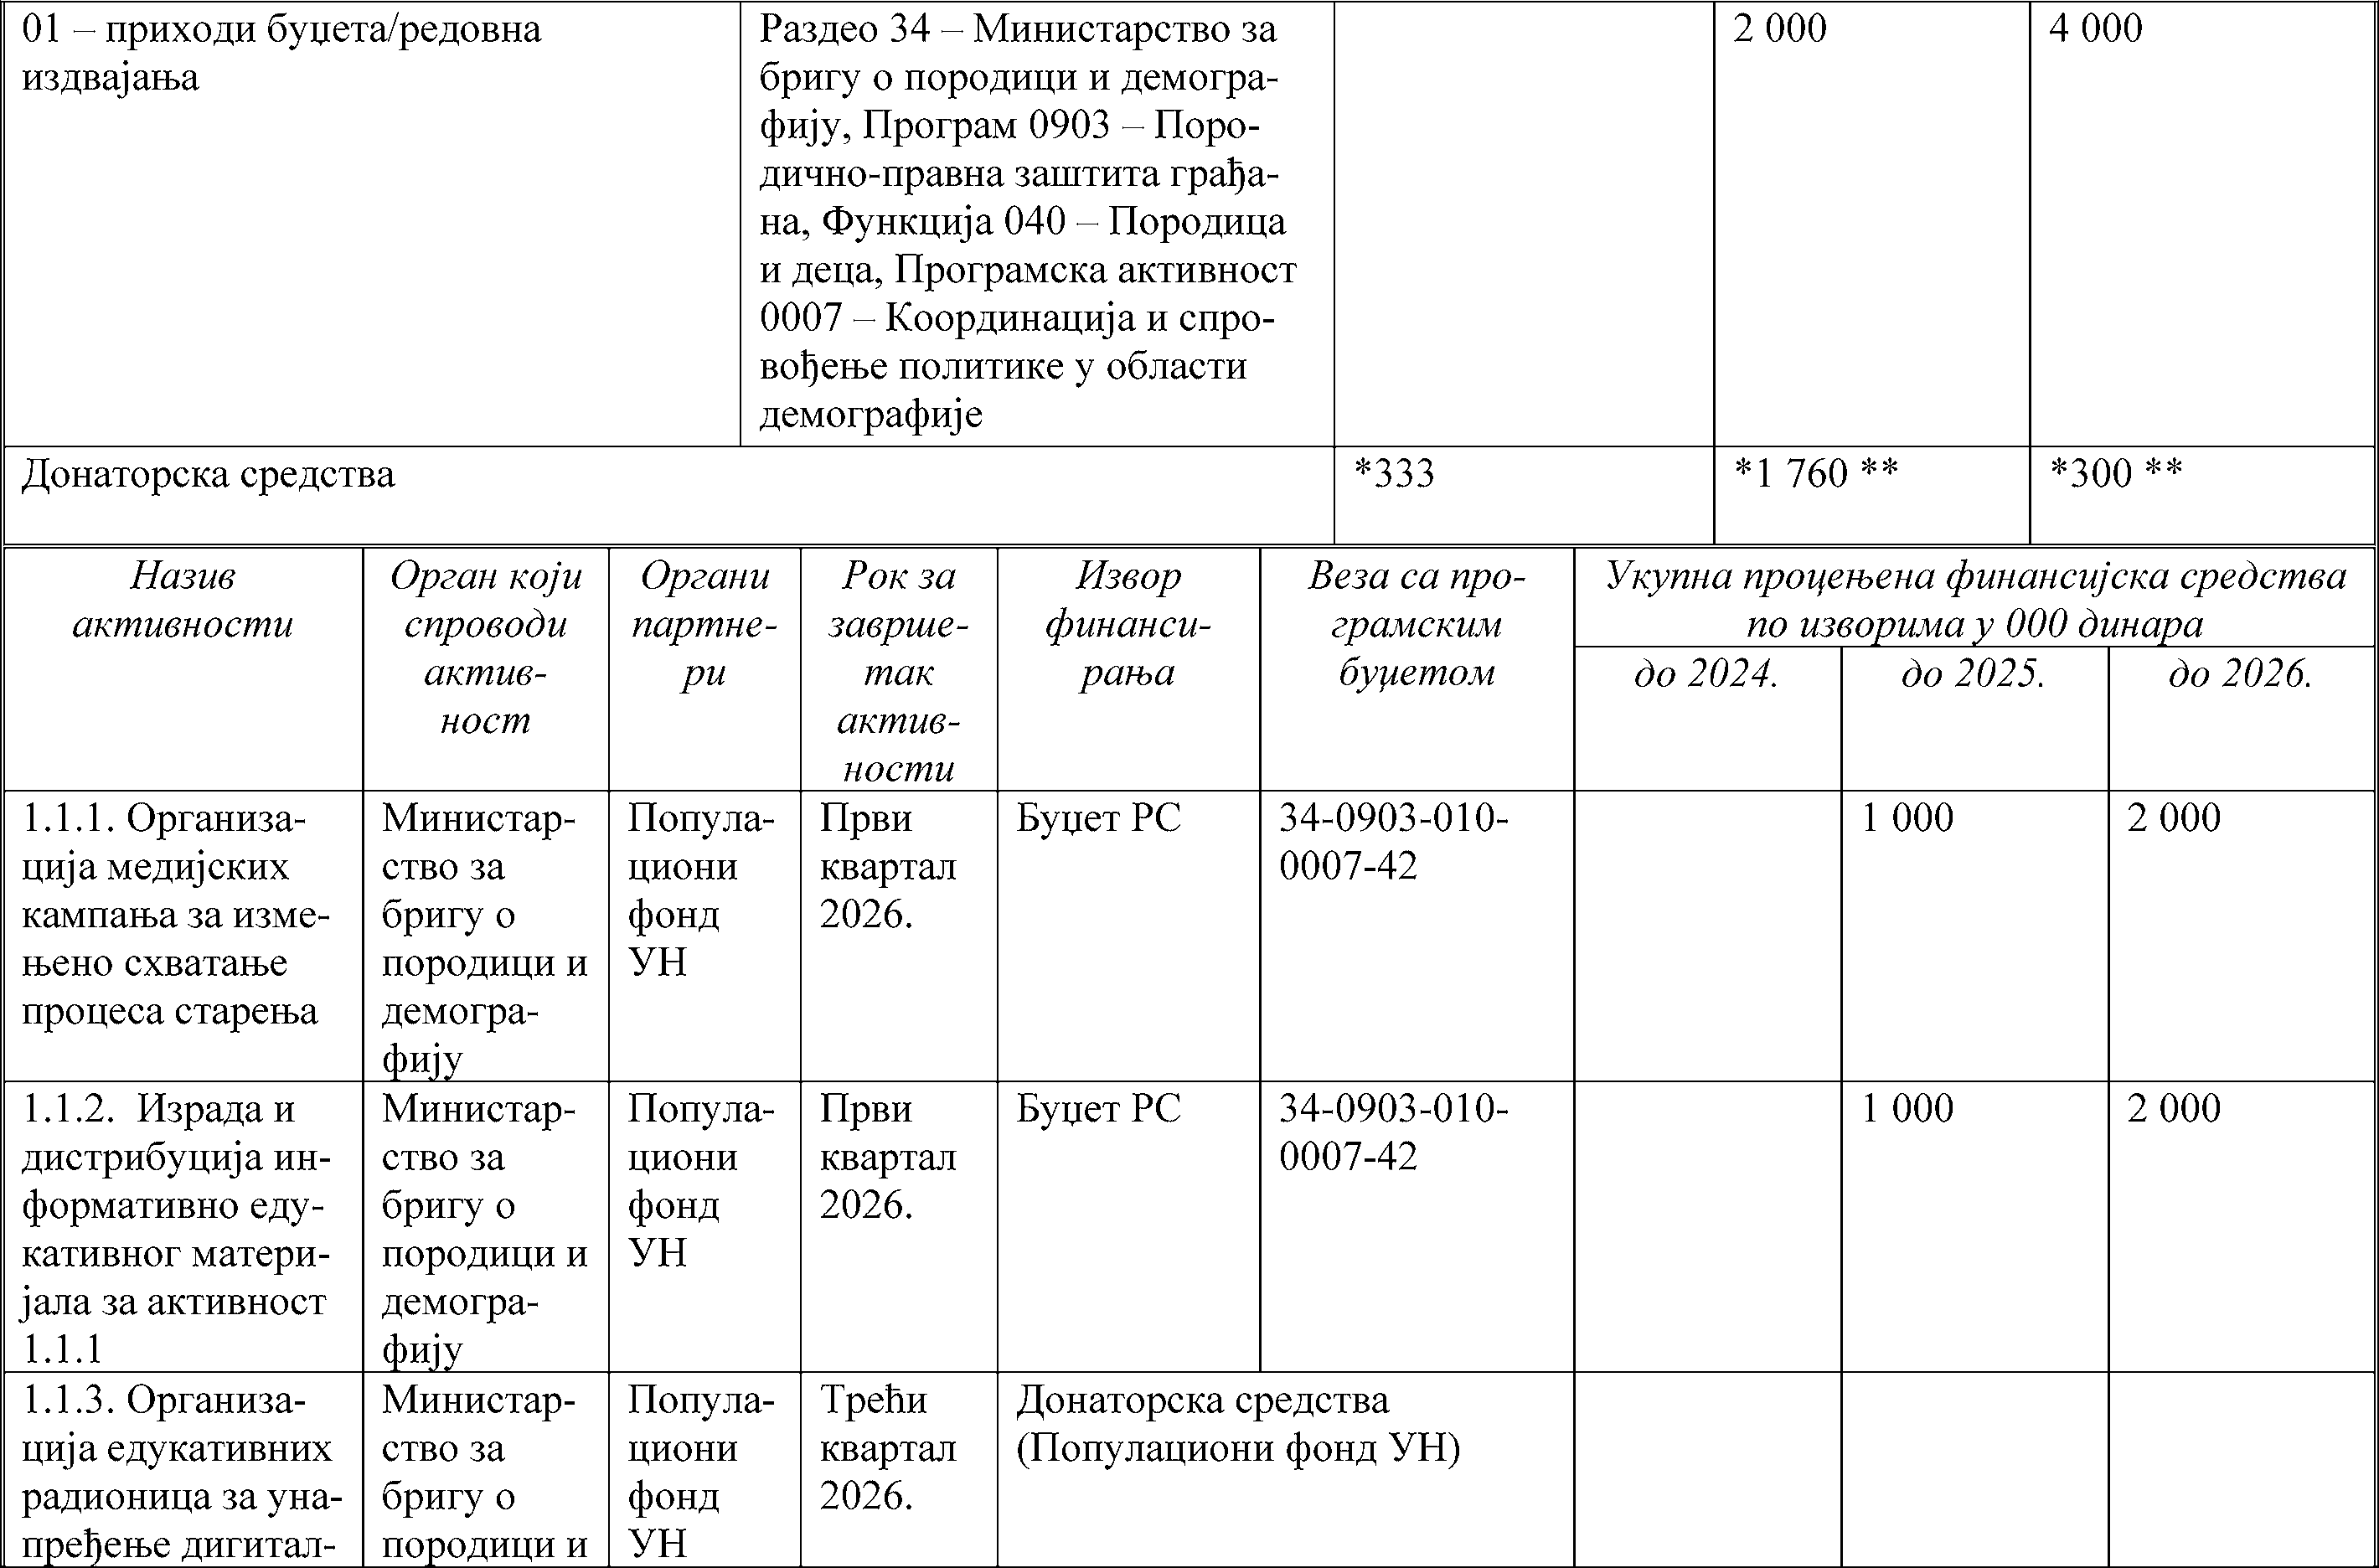 01 – приходи буџета/редовна
издвајања
Раздео 34 – Министарство за
бригу о породици и демогра-
фију, Програм 0903 – Поро-
дично-правна заштита грађа-
на, Функција 040 – Породица
и деца, Програмска активност
0007 – Координација и спро-
вођење политике у области
демографије
2 000
4 000
Донаторска средства
*333
*1 760 **
*300 **
Назив
активности
Орган који
спроводи
актив-
ност
Органи
партне-
ри
Рок за
заврше-
так
актив-
ности
Извор
финанси-
рања
Веза са про-
грамским
буџетом
Укупна процењена финансијска средства
по изворима у 000 динара
до 2024.
до 2025.
до 2026.
1.1.1. Организа-
ција медијских
кампања за изме-
њено схватање
процеса старења
Министар-
ство за
бригу о
породици и
демогра-
фију
Популa-
циони
фонд
УН
Први
квартал
2026.
Буџет РС
34-0903-010-
0007-42
1 000
2 000
1.1.2.  Израда и
дистрибуција ин-
формативно еду-
кативног матери-
јала за активност
1.1.1
Министар-
ство за
бригу о
породици и
демогра-
фију
Популa-
циони
фонд
УН
Први
квартал
2026.
Буџет РС
34-0903-010-
0007-42
1 000
2 000
1.1.3. Организа-
ција едукативних
радионица за уна-
пређење дигитал-
Министар-
ство за
бригу о
породици и
Популa-
циони
фонд
УН
Трећи
квартал
2026.
Донаторска средства
(Популациони фонд УН)